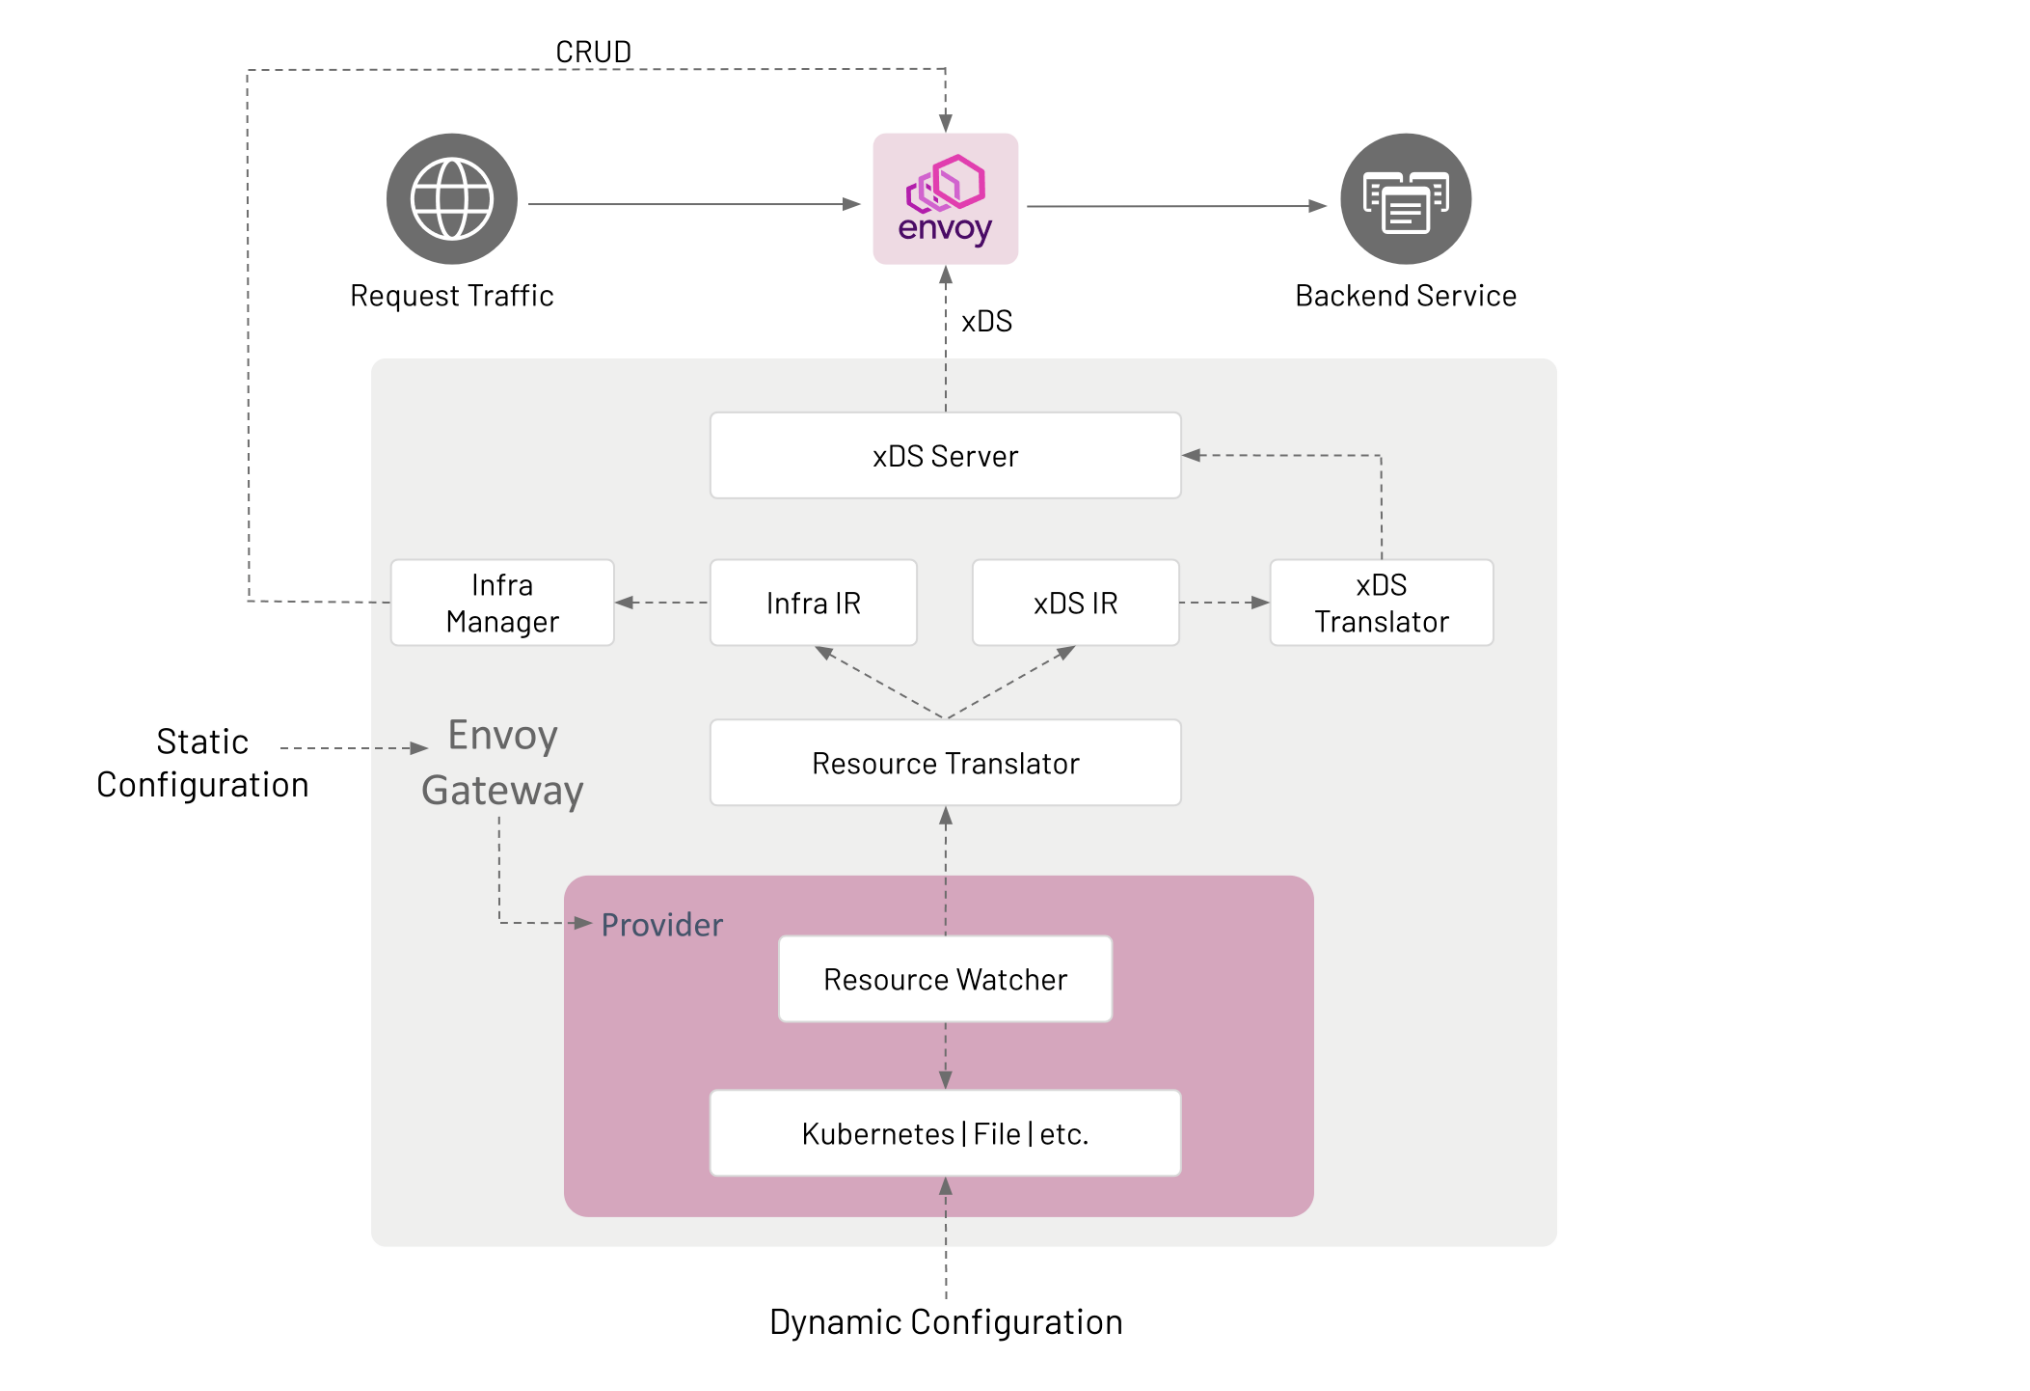 CRUD
envoy
Request Traffic
Backend Service
xDS
xDS Server
Infra
Manager
Infra IR
xDS IR
xDS
Translator
Static
Configuration
Envoy
Gateway
Resource Translator
Provider
Resource Watcher
Kubernetes | File | etc.
Dynamic Configuration